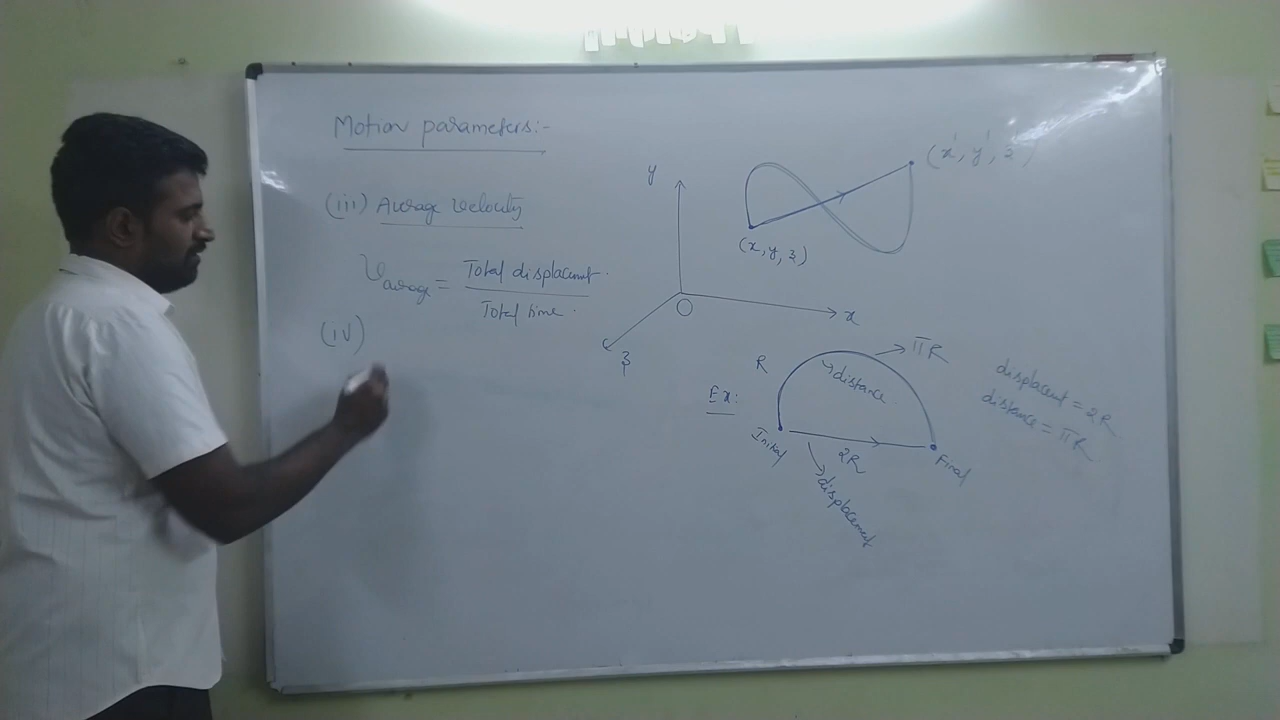 Motion parameters:-
(iii) Average velocity
V average = Total displacement
Total time
(iv)
y
x
z
O
(x, y, z)
(x', y', z')
Ex:
R
πR
distance
Initial
2R
Final
displacement
displacement = 2R
distance = πR